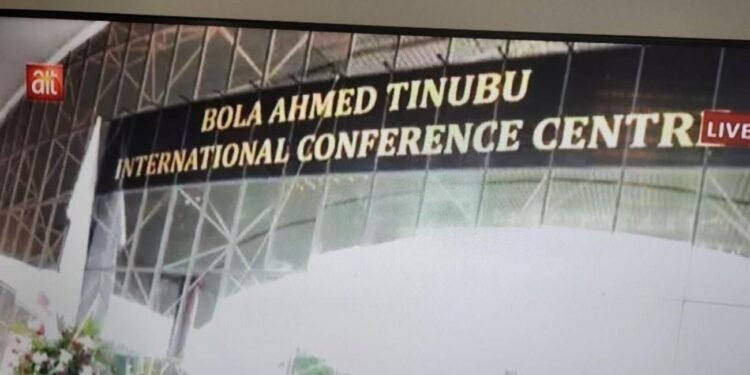 ait
BOLA AHMED TINUBU
INTERNATIONAL CONFERENCE CENTR
LIVE